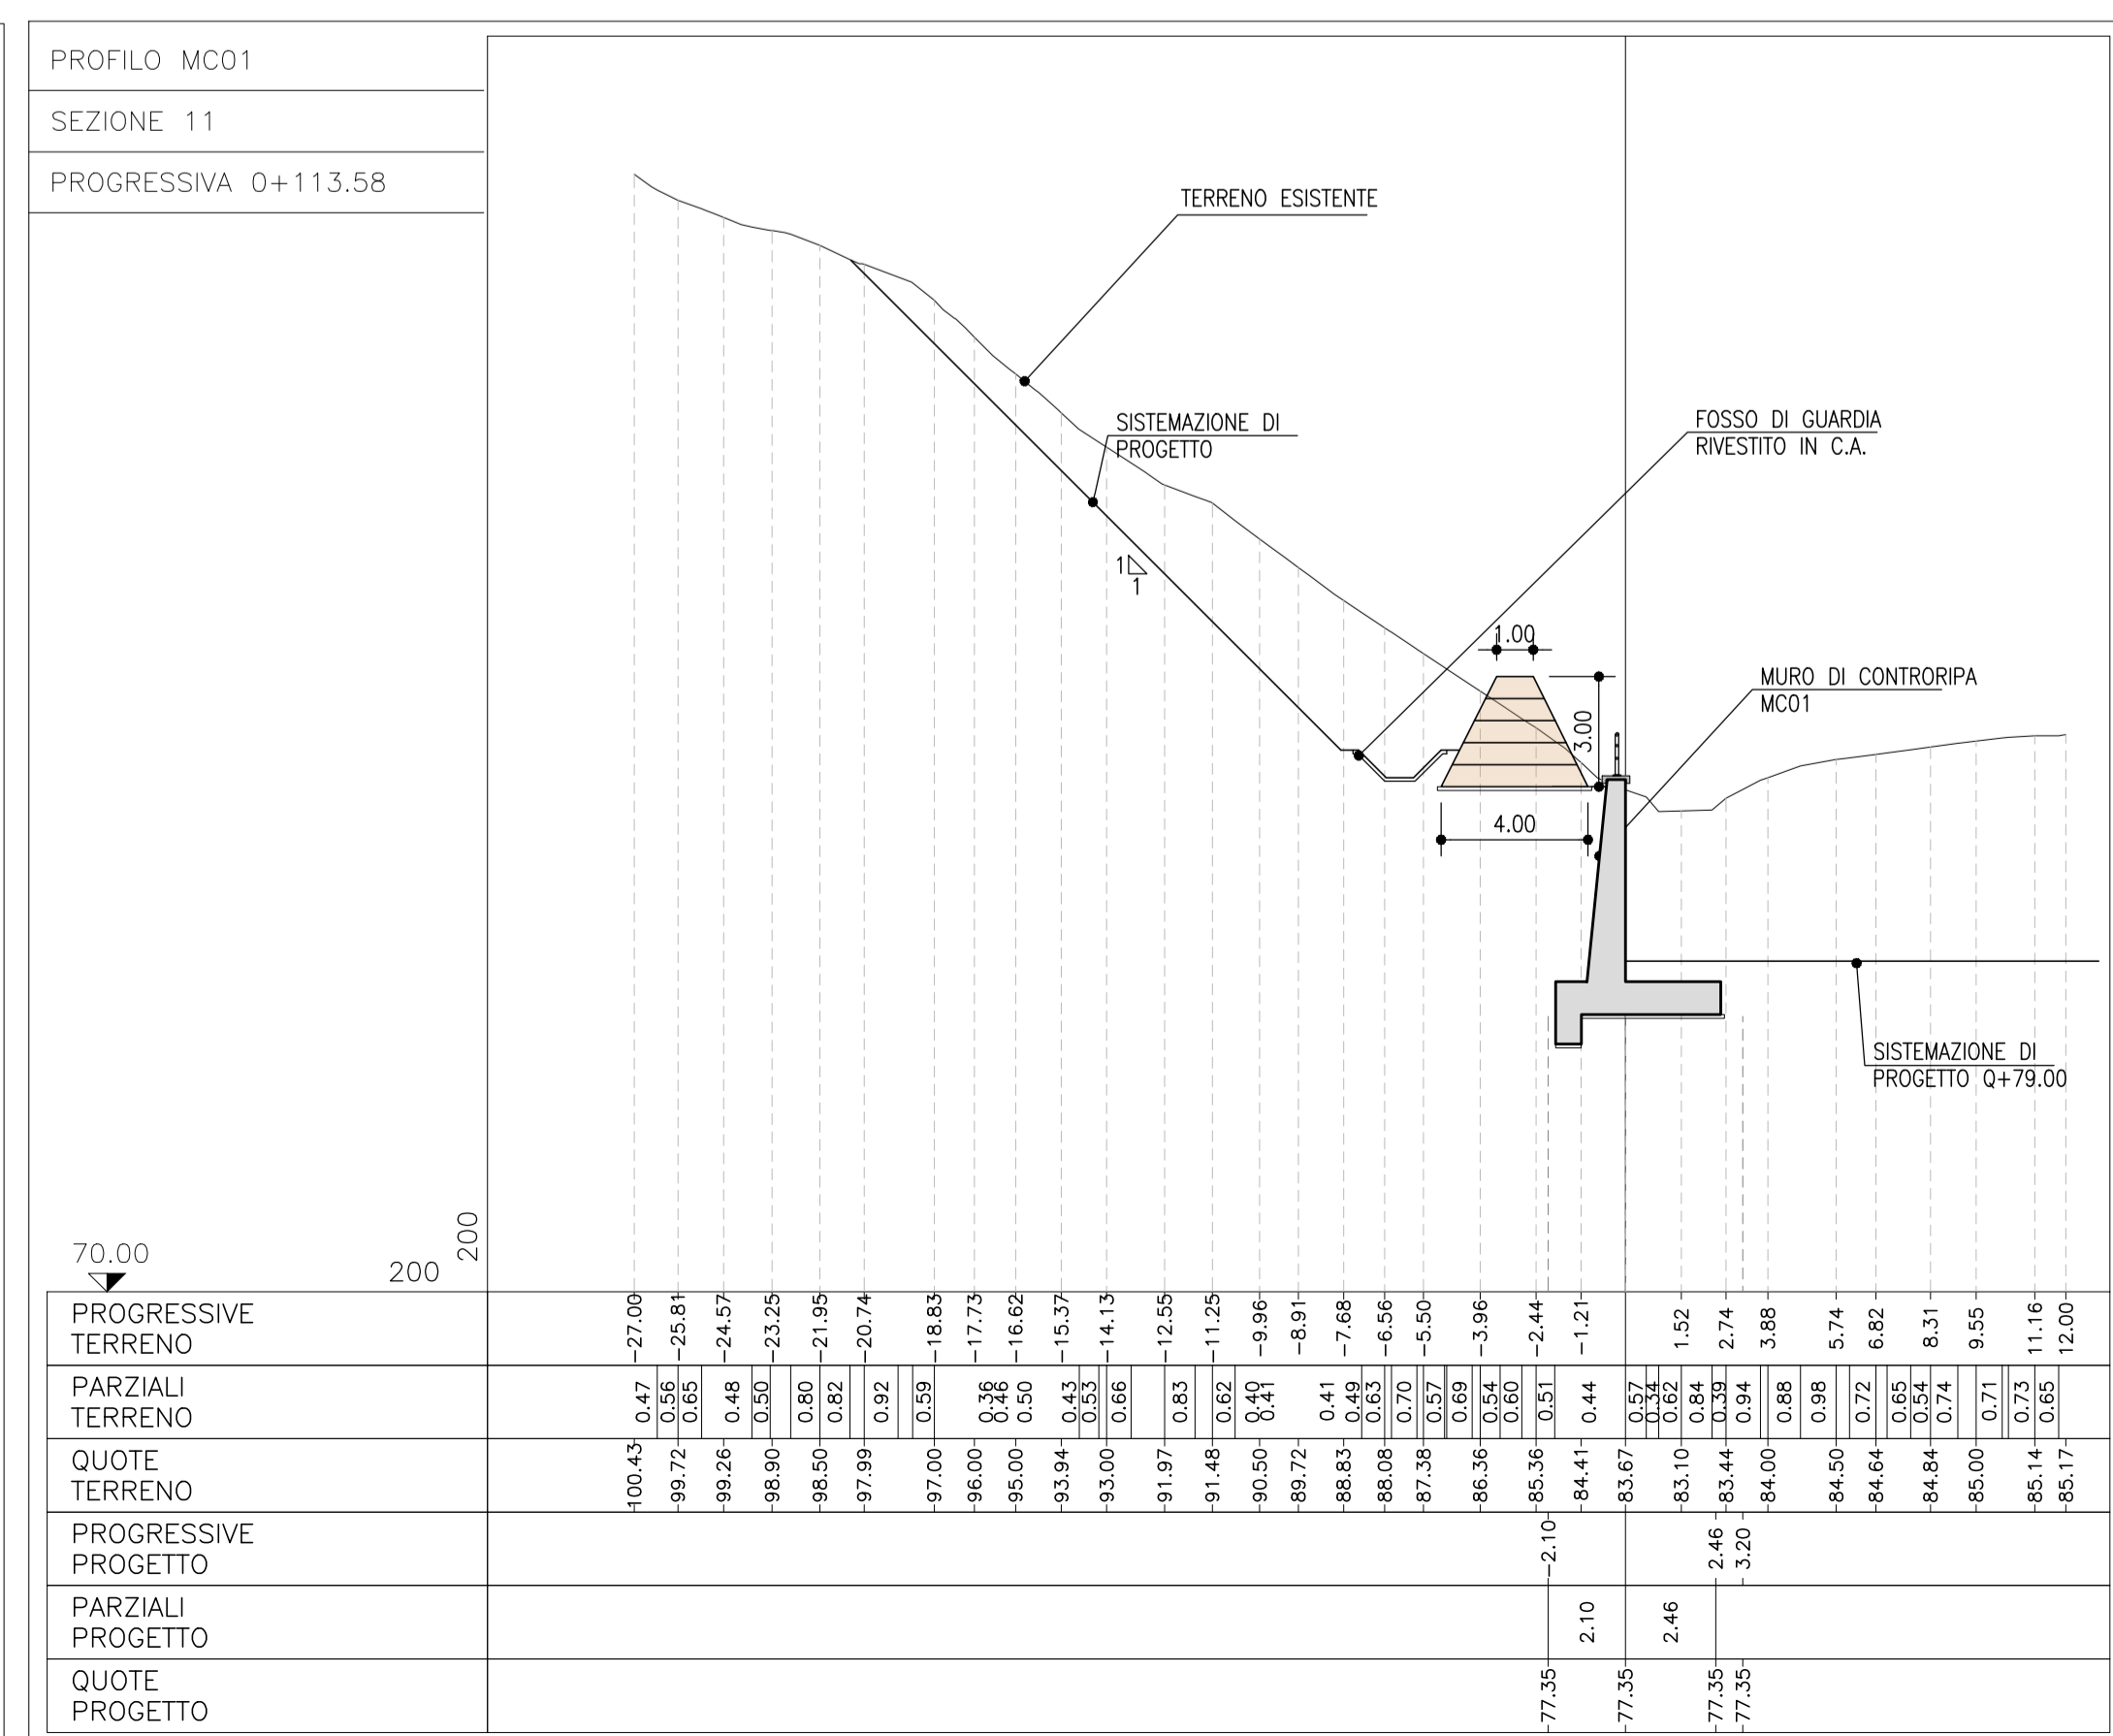 PROFILO MC01
SEZIONE 11
PROGRESSIVA 0+113.58
TERRENO ESISTENTE
SISTEMAZIONE DI
PROGETTO
FOSSO DI GUARDIA
RIVESTITO IN C.A.
1
1
1.00
3.00
4.00
MURO DI CONTRORIPA
MC01
SISTEMAZIONE DI
PROGETTO Q+79.00
70.00
200
200
PROGRESSIVE
TERRENO
-27.00 -25.81 -24.57 -23.25 -21.95 -20.74 -18.83 -17.73 -16.62 -15.37 -14.13 -12.55 -11.25 -9.96 -8.91 -7.68 -6.56 -5.50 -3.96 -2.44 -1.21 1.52 2.74 3.88 5.74 6.82 8.31 9.55 11.16 12.00
PARZIALI
TERRENO
0.47 0.56 0.65 0.48 0.50 0.80 0.82 0.92 0.59 0.36 0.46 0.50 0.43 0.53 0.66 0.83 0.62 0.40 0.41 0.41 0.49 0.63 0.70 0.57 0.69 0.54 0.60 0.51 0.44 0.57 0.34 0.62 0.84 0.39 0.94 0.88 0.98 0.72 0.65 0.54 0.74 0.71 0.73 0.65
QUOTE
TERRENO
100.43 99.72 99.26 98.90 98.50 97.99 97.00 96.00 95.00 93.94 93.00 91.97 91.48 90.50 89.72 88.83 88.08 87.38 86.36 85.36 84.41 83.67 83.10 83.44 84.00 84.50 84.64 84.84 85.00 85.14 85.17
PROGRESSIVE
PROGETTO
-2.10 2.46 3.20
PARZIALI
PROGETTO
2.10 2.46
QUOTE
PROGETTO
77.35 77.35 77.35 77.35